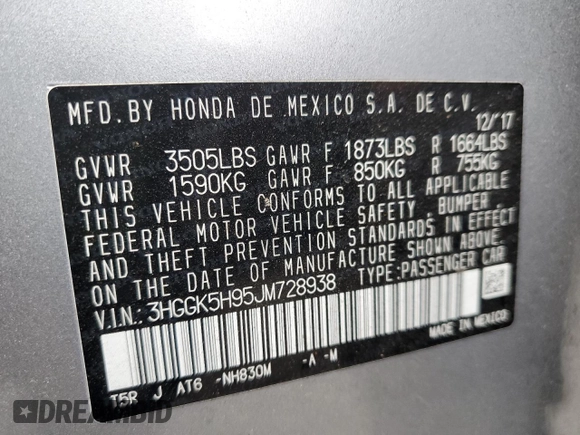 MFD. BY HONDA DE MEXICO S.A. DE C.V.
12/'17
GVWR 3505LBS GAWR F 1873LBS R 1664LBS
GVWR 1590KG GAWR F 850KG R 755KG
THIS VEHICLE CONFORMS TO ALL APPLICABLE
FEDERAL MOTOR VEHICLE SAFETY, BUMPER,
AND THEFT PREVENTION STANDARDS IN EFFECT
ON THE DATE OF MANUFACTURE SHOWN ABOVE.
V.I.N.: 3HGGK5H95JM728938 TYPE:PASSENGER CAR
MADE IN MEXICO
T5R J AT6 -NH830M -A -M
DREAMBID